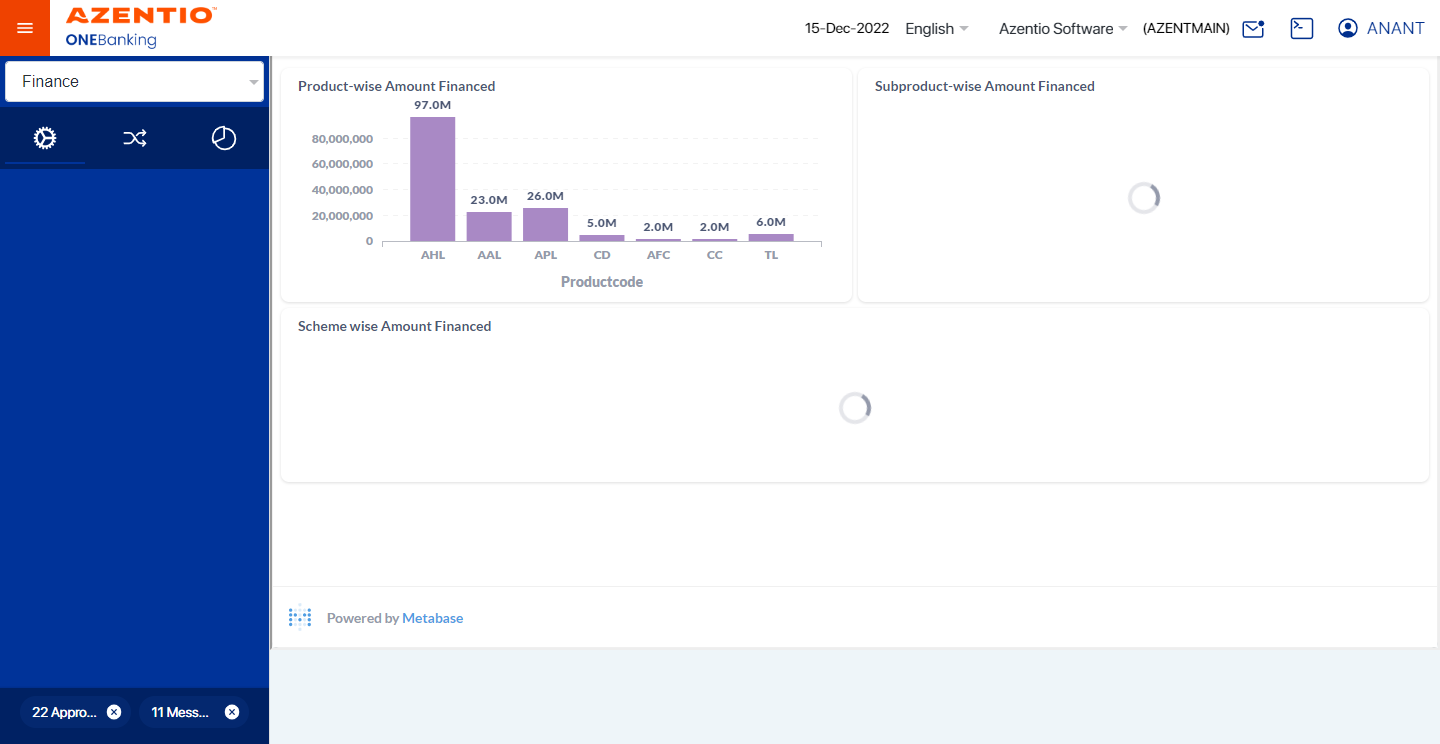 AZENTIO™
ONEBanking
15-Dec-2022 English Azentio Software (AZENTMAIN) ANANT
Finance
Product-wise Amount Financed
97.0M
80,000,000
60,000,000
40,000,000
20,000,000
0
23.0M
26.0M
5.0M
2.0M
2.0M
6.0M
AHL AAL APL CD AFC CC TL
Productcode
Subproduct-wise Amount Financed
Scheme wise Amount Financed
Powered by Metabase
22 Appro...
11 Mess...